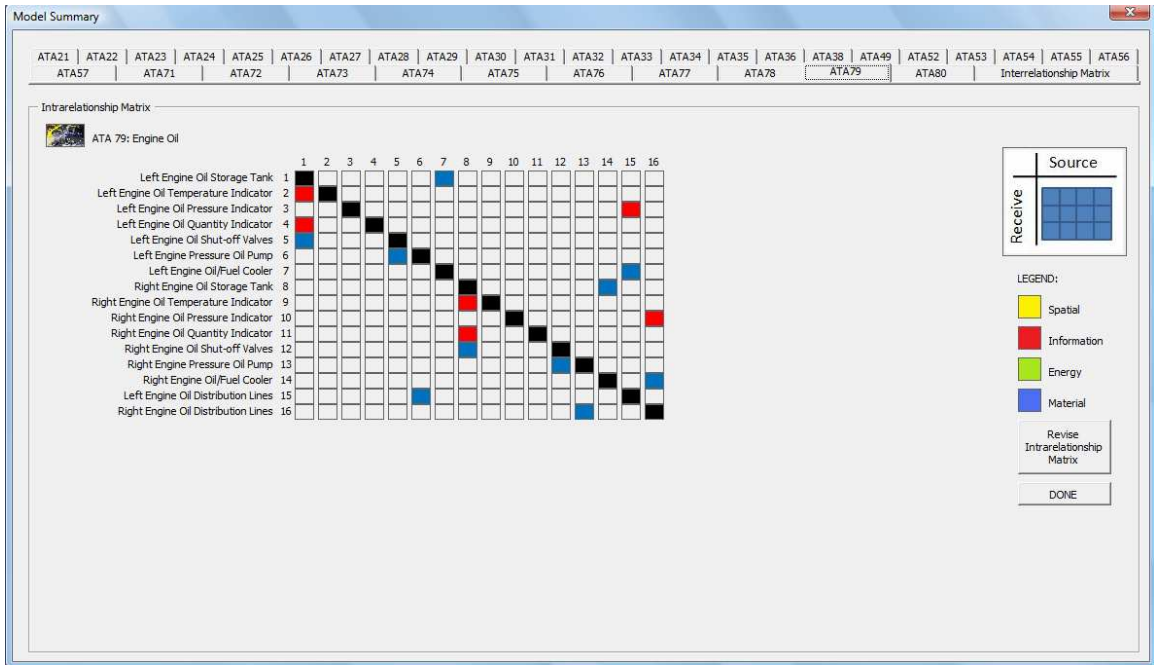 Model Summary
ATA21 ATA22 ATA23 ATA24 ATA25 ATA26 ATA27 ATA28 ATA29 ATA30 ATA31 ATA32 ATA33 ATA34 ATA35 ATA36 ATA38 ATA49 ATA52 ATA53 ATA54 ATA55 ATA56
ATA57 ATA71 ATA72 ATA73 ATA74 ATA75 ATA76 ATA77 ATA78 ATA79 ATA80 Interrelationship Matrix
Intrarelationship Matrix
ATA 79: Engine Oil
1 2 3 4 5 6 7 8 9 10 11 12 13 14 15 16
Left Engine Oil Storage Tank 1
Left Engine Oil Temperature Indicator 2
Left Engine Oil Pressure Indicator 3
Left Engine Oil Quantity Indicator 4
Left Engine Oil Shut-off Valves 5
Left Engine Pressure Oil Pump 6
Left Engine Oil/Fuel Cooler 7
Right Engine Oil Storage Tank 8
Right Engine Oil Temperature Indicator 9
Right Engine Oil Pressure Indicator 10
Right Engine Oil Quantity Indicator 11
Right Engine Oil Shut-off Valves 12
Right Engine Pressure Oil Pump 13
Right Engine Oil/Fuel Cooler 14
Left Engine Oil Distribution Lines 15
Right Engine Oil Distribution Lines 16
Source
Receive
LEGEND:
Spatial
Information
Energy
Material
Revise
Intrarelationship
Matrix
DONE